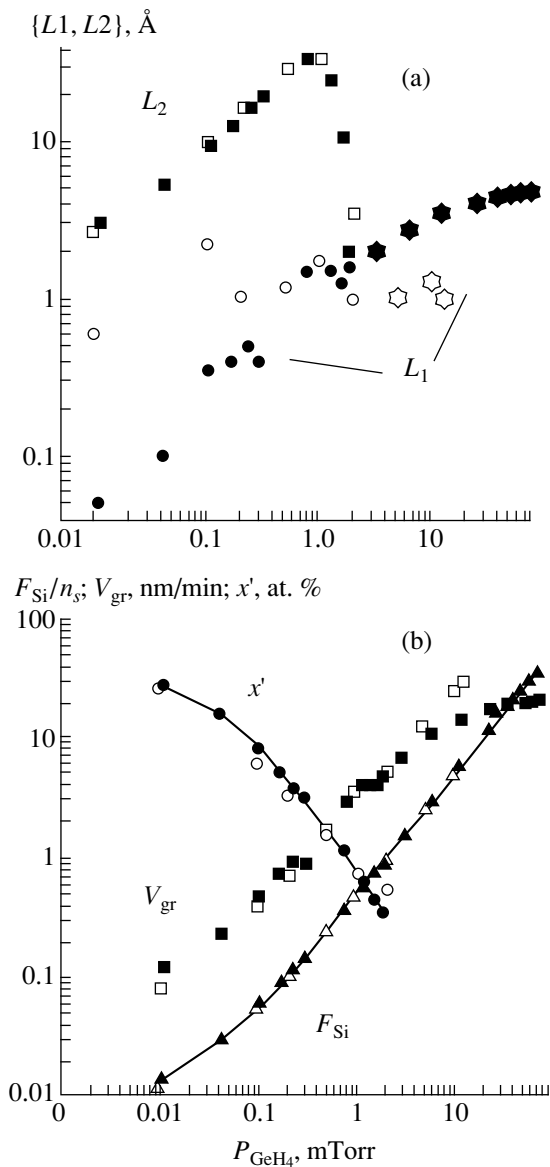 {L1, L2}, Å
(a)
L₂
10
1
L₁
0.1
0 0.1 1.0 10
F_Si/n_s; V_gr, nm/min; x', at. %
100
(b)
x'
10
1
V_gr
0.1
F_Si
0.01
0 0.01 0.1 1 10
P_GeH₄, mTorr